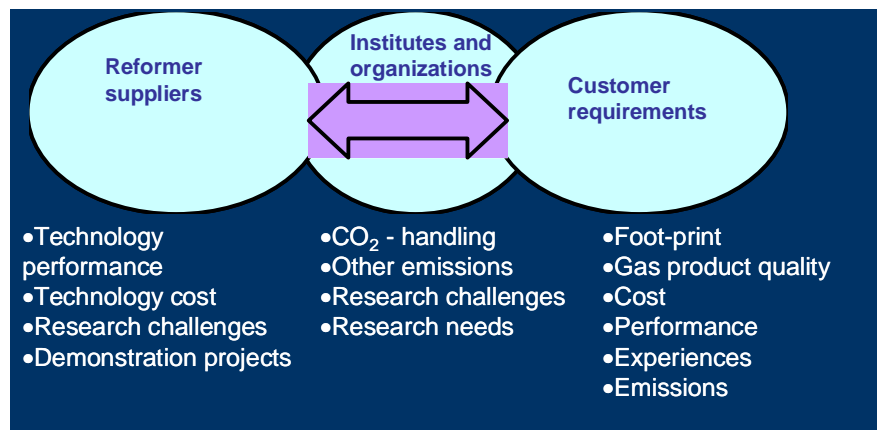 Reformer
suppliers
Institutes and
organizations
Customer
requirements
•Technology
performance
•Technology cost
•Research challenges
•Demonstration projects
•CO₂ - handling
•Other emissions
•Research challenges
•Research needs
•Foot-print
•Gas product quality
•Cost
•Performance
•Experiences
•Emissions